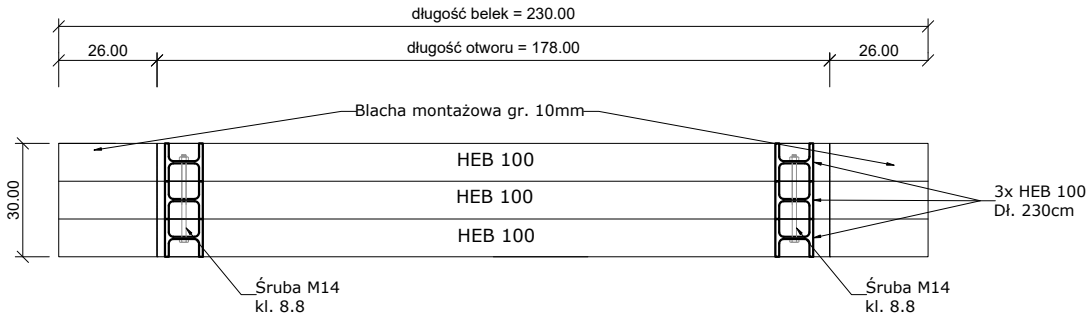 długość belek = 230.00
26.00
długość otworu = 178.00
26.00
Blacha montażowa gr. 10mm
30.00
HEB 100
HEB 100
HEB 100
3x HEB 100
Dł. 230cm
Śruba M14
kl. 8.8
Śruba M14
kl. 8.8